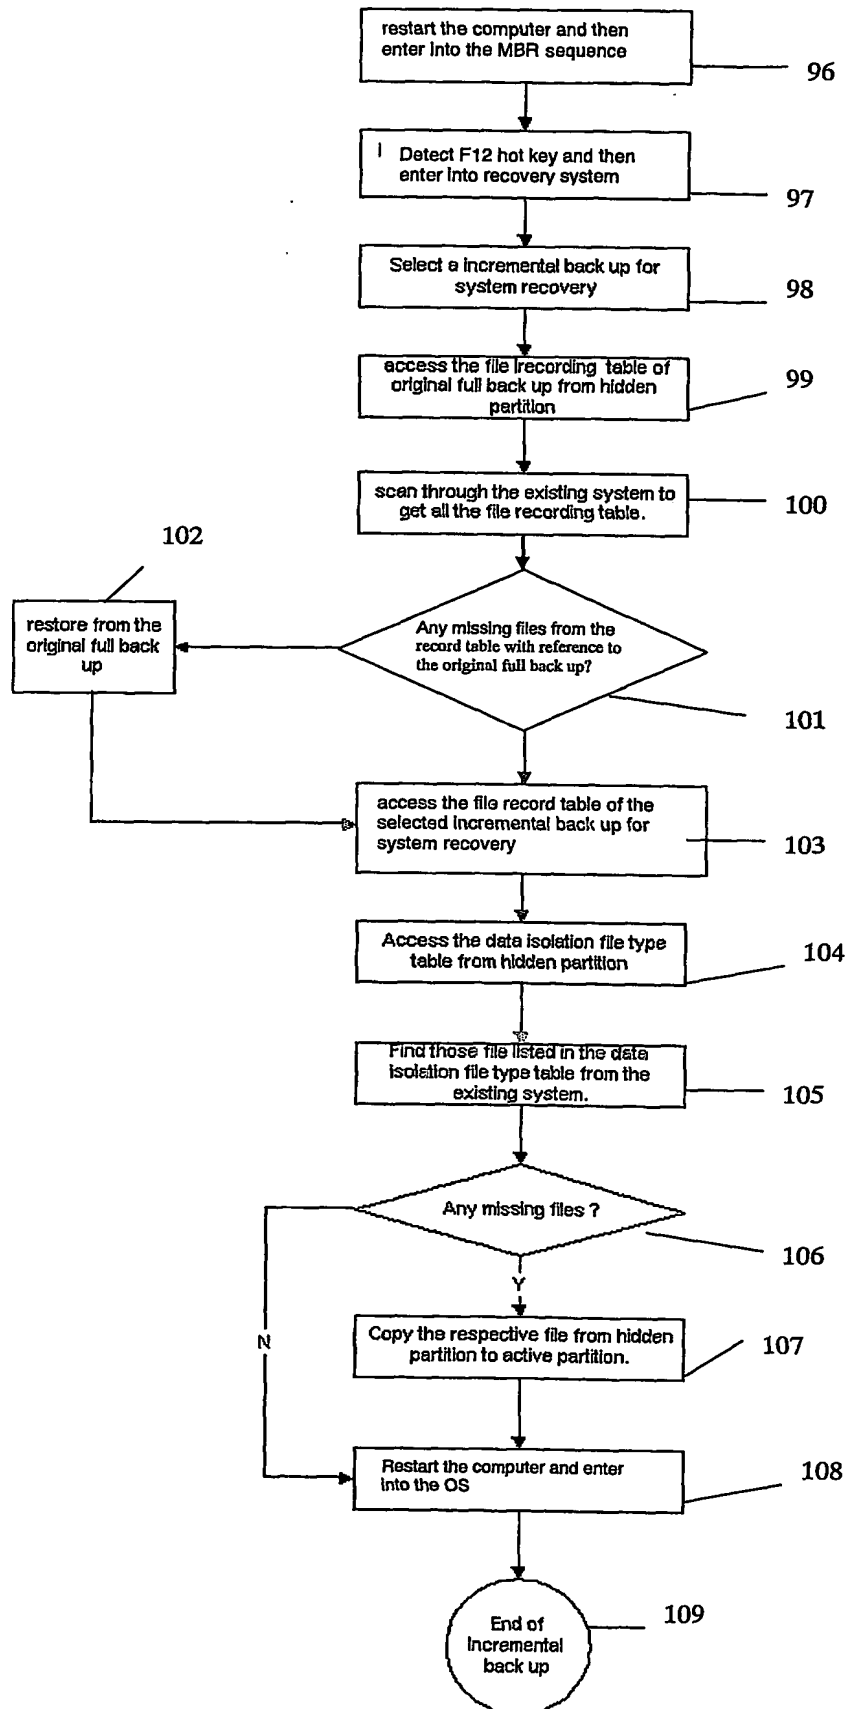 restart the computer and then
enter into the MBR sequence
96
Detect F12 hot key and then
enter into recovery system
97
Select a incremental back up for
system recovery
98
access the file recording table of
original full back up from hidden
partition
99
scan through the existing system to
get all the file recording table.
100
102
restore from the
original full back
up
Any missing files from the
record table with reference to
the original full back up?
101
access the file record table of the
selected incremental back up for
system recovery
103
Access the data isolation file type
table from hidden partition
104
Find those file listed in the data
isolation file type table from the
existing system.
105
Any missing files ?
106
Y
N
Copy the respective file from hidden
partition to active partition.
107
Restart the computer and enter
into the OS
108
End of
incremental
back up
109